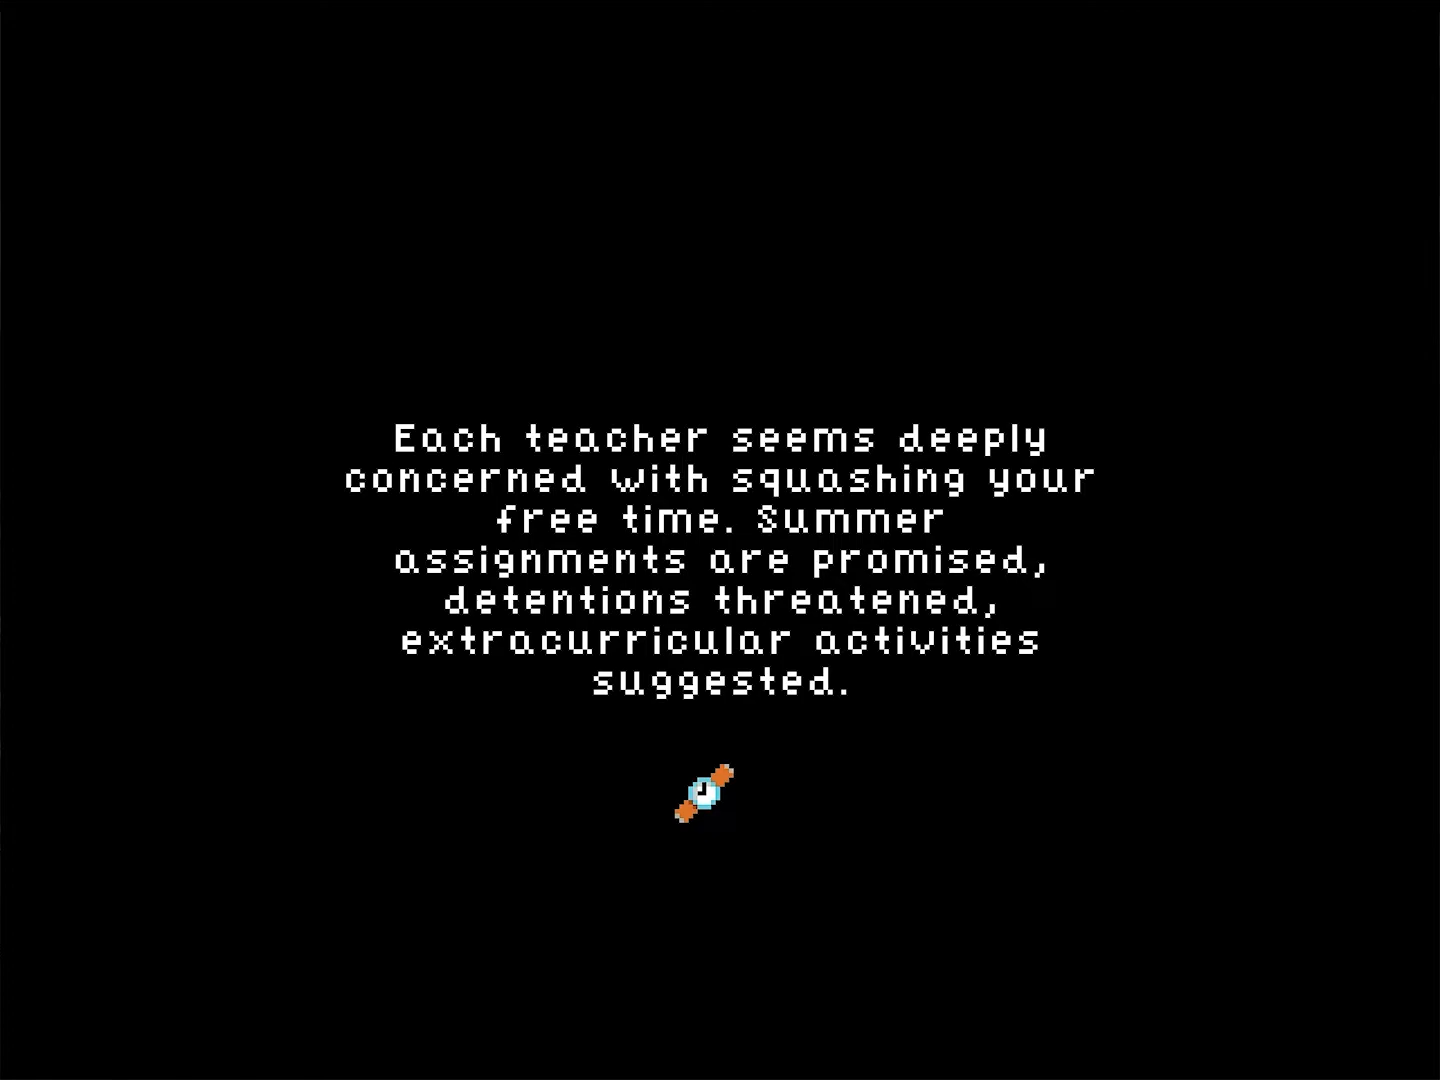 Each teacher seems deeply
concerned with squashing your
free time. Summer
assignments are promised,
detentions threatened,
extracurricular activities
suggested.